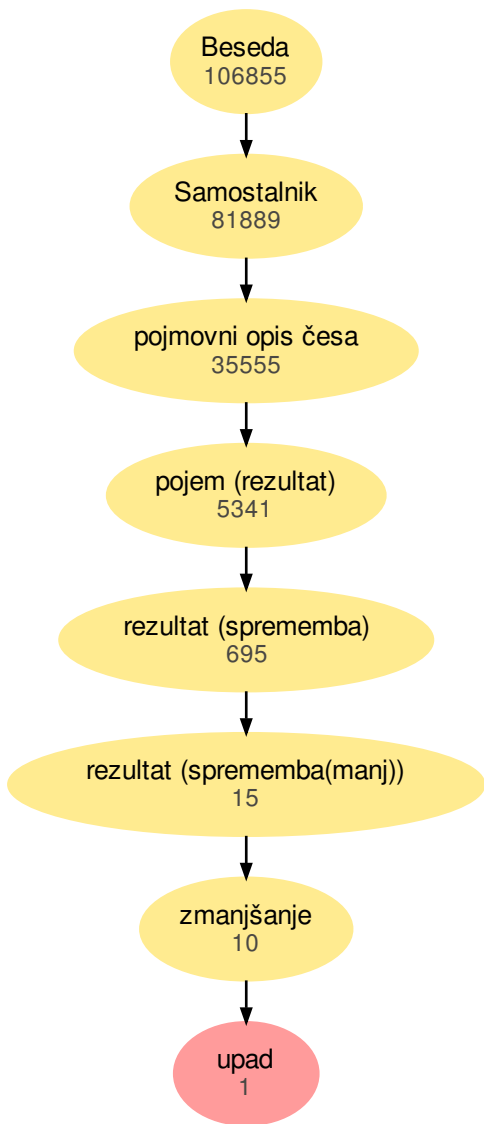 Beseda
106855
Samostalnik
81889
pojmovni opis česa
35555
pojem (rezultat)
5341
rezultat (sprememba)
695
rezultat (sprememba(manj))
15
zmanjšanje
10
upad
1